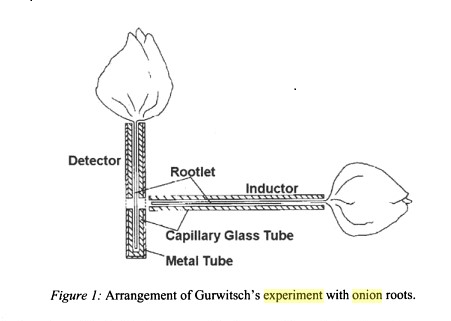 Detector
Rootlet
Inductor
Capillary Glass Tube
Metal Tube
Figure 1: Arrangement of Gurwitsch's experiment with onion roots.